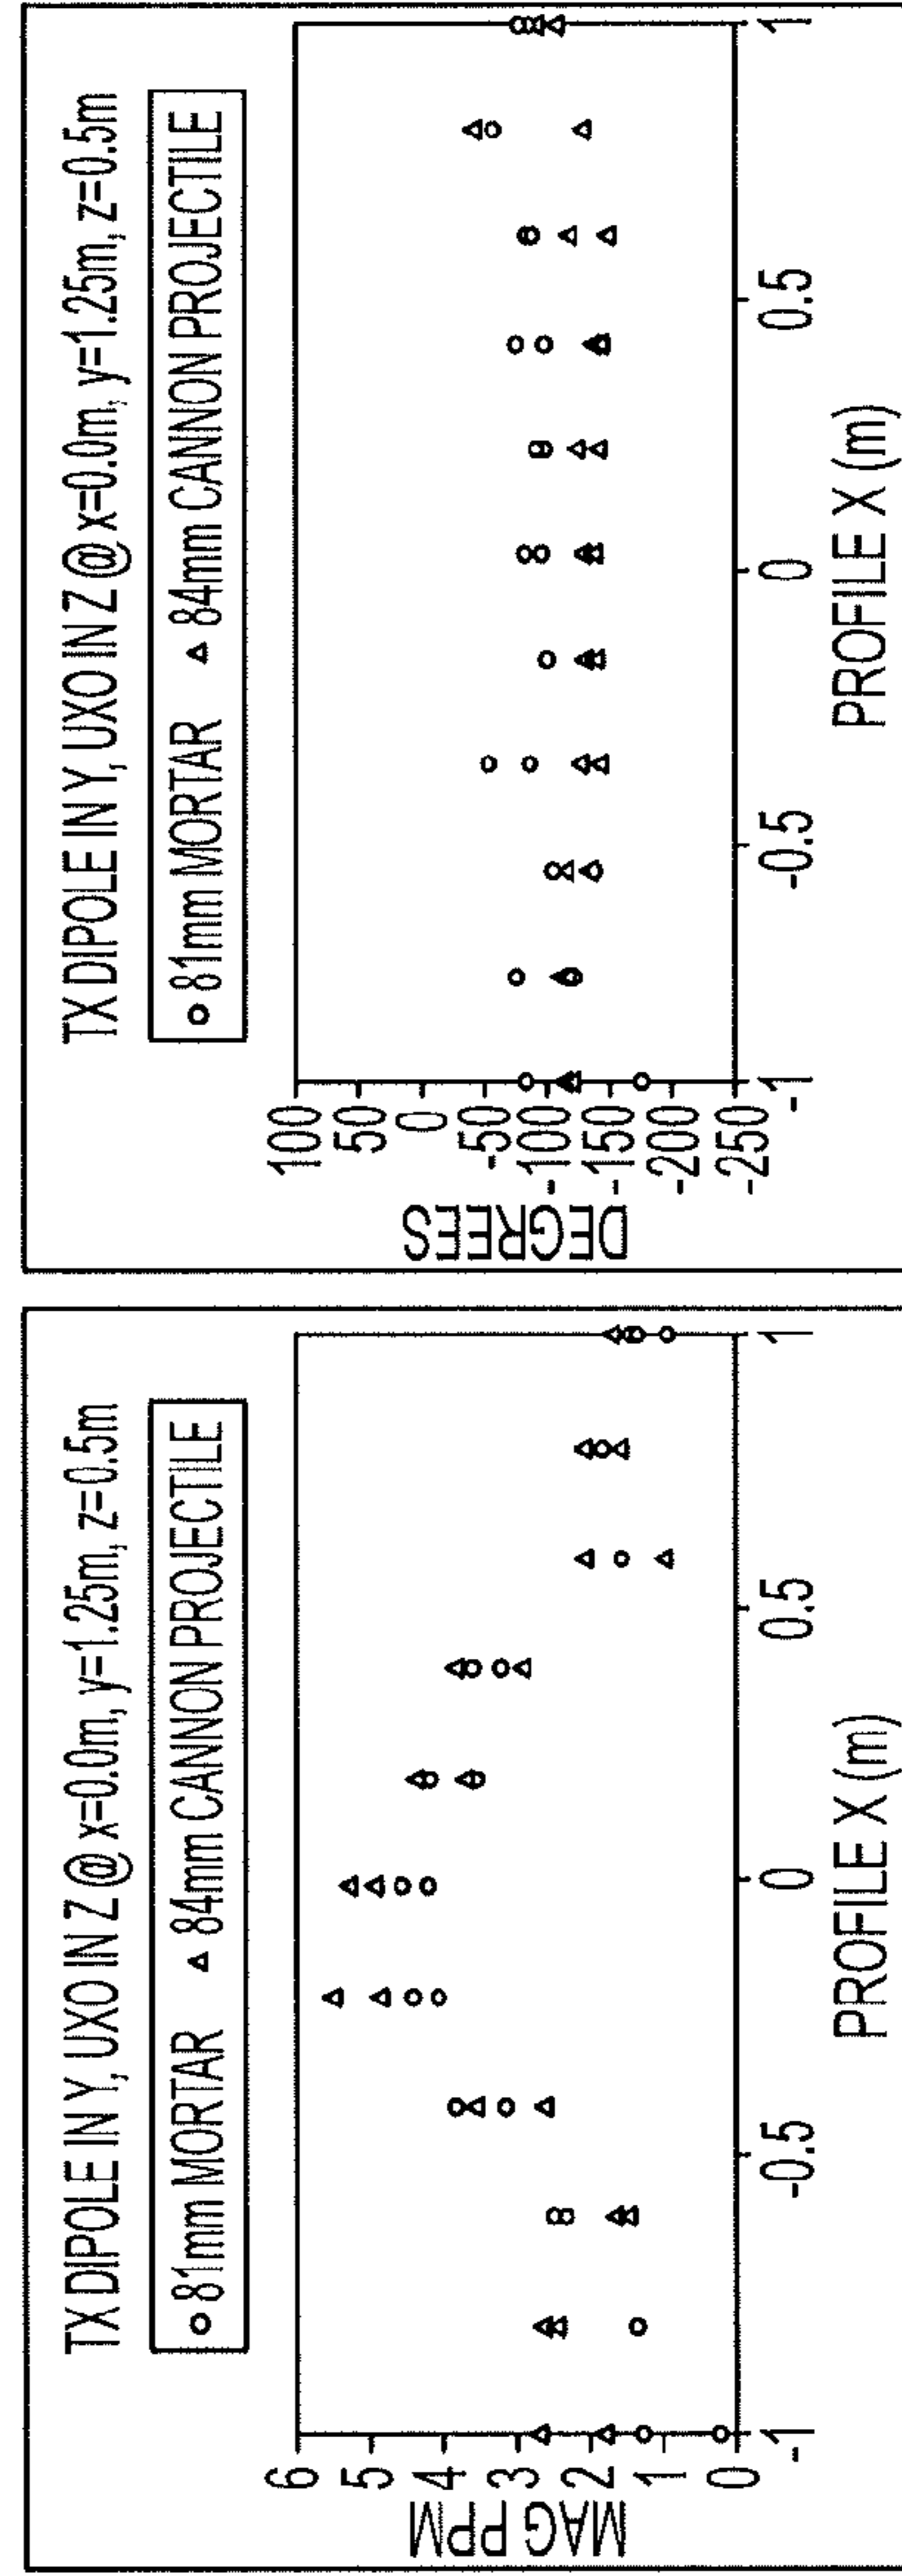 TX DIPOLE IN Y, UXO IN Z @ x=0.0m, y=1.25m, z=0.5m
81mm MORTAR 84mm CANNON PROJECTILE
MAG PPM
6
5
4
3
2
1
0
-1 -0.5 0 0.5 1
PROFILE X (m)
TX DIPOLE IN Y, UXO IN Z @ x=0.0m, y=1.25m, z=0.5m
81mm MORTAR 84mm CANNON PROJECTILE
DEGREES
100
50
0
-50
-100
-150
-200
-250
-1 -0.5 0 0.5 1
PROFILE X (m)